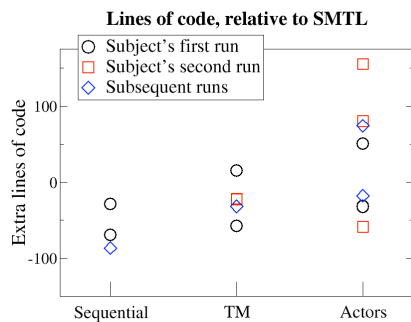 Lines of code, relative to SMTL
Subject's first run
Subject's second run
Subsequent runs
Extra lines of code
100
0
-100
Sequential
TM
Actors